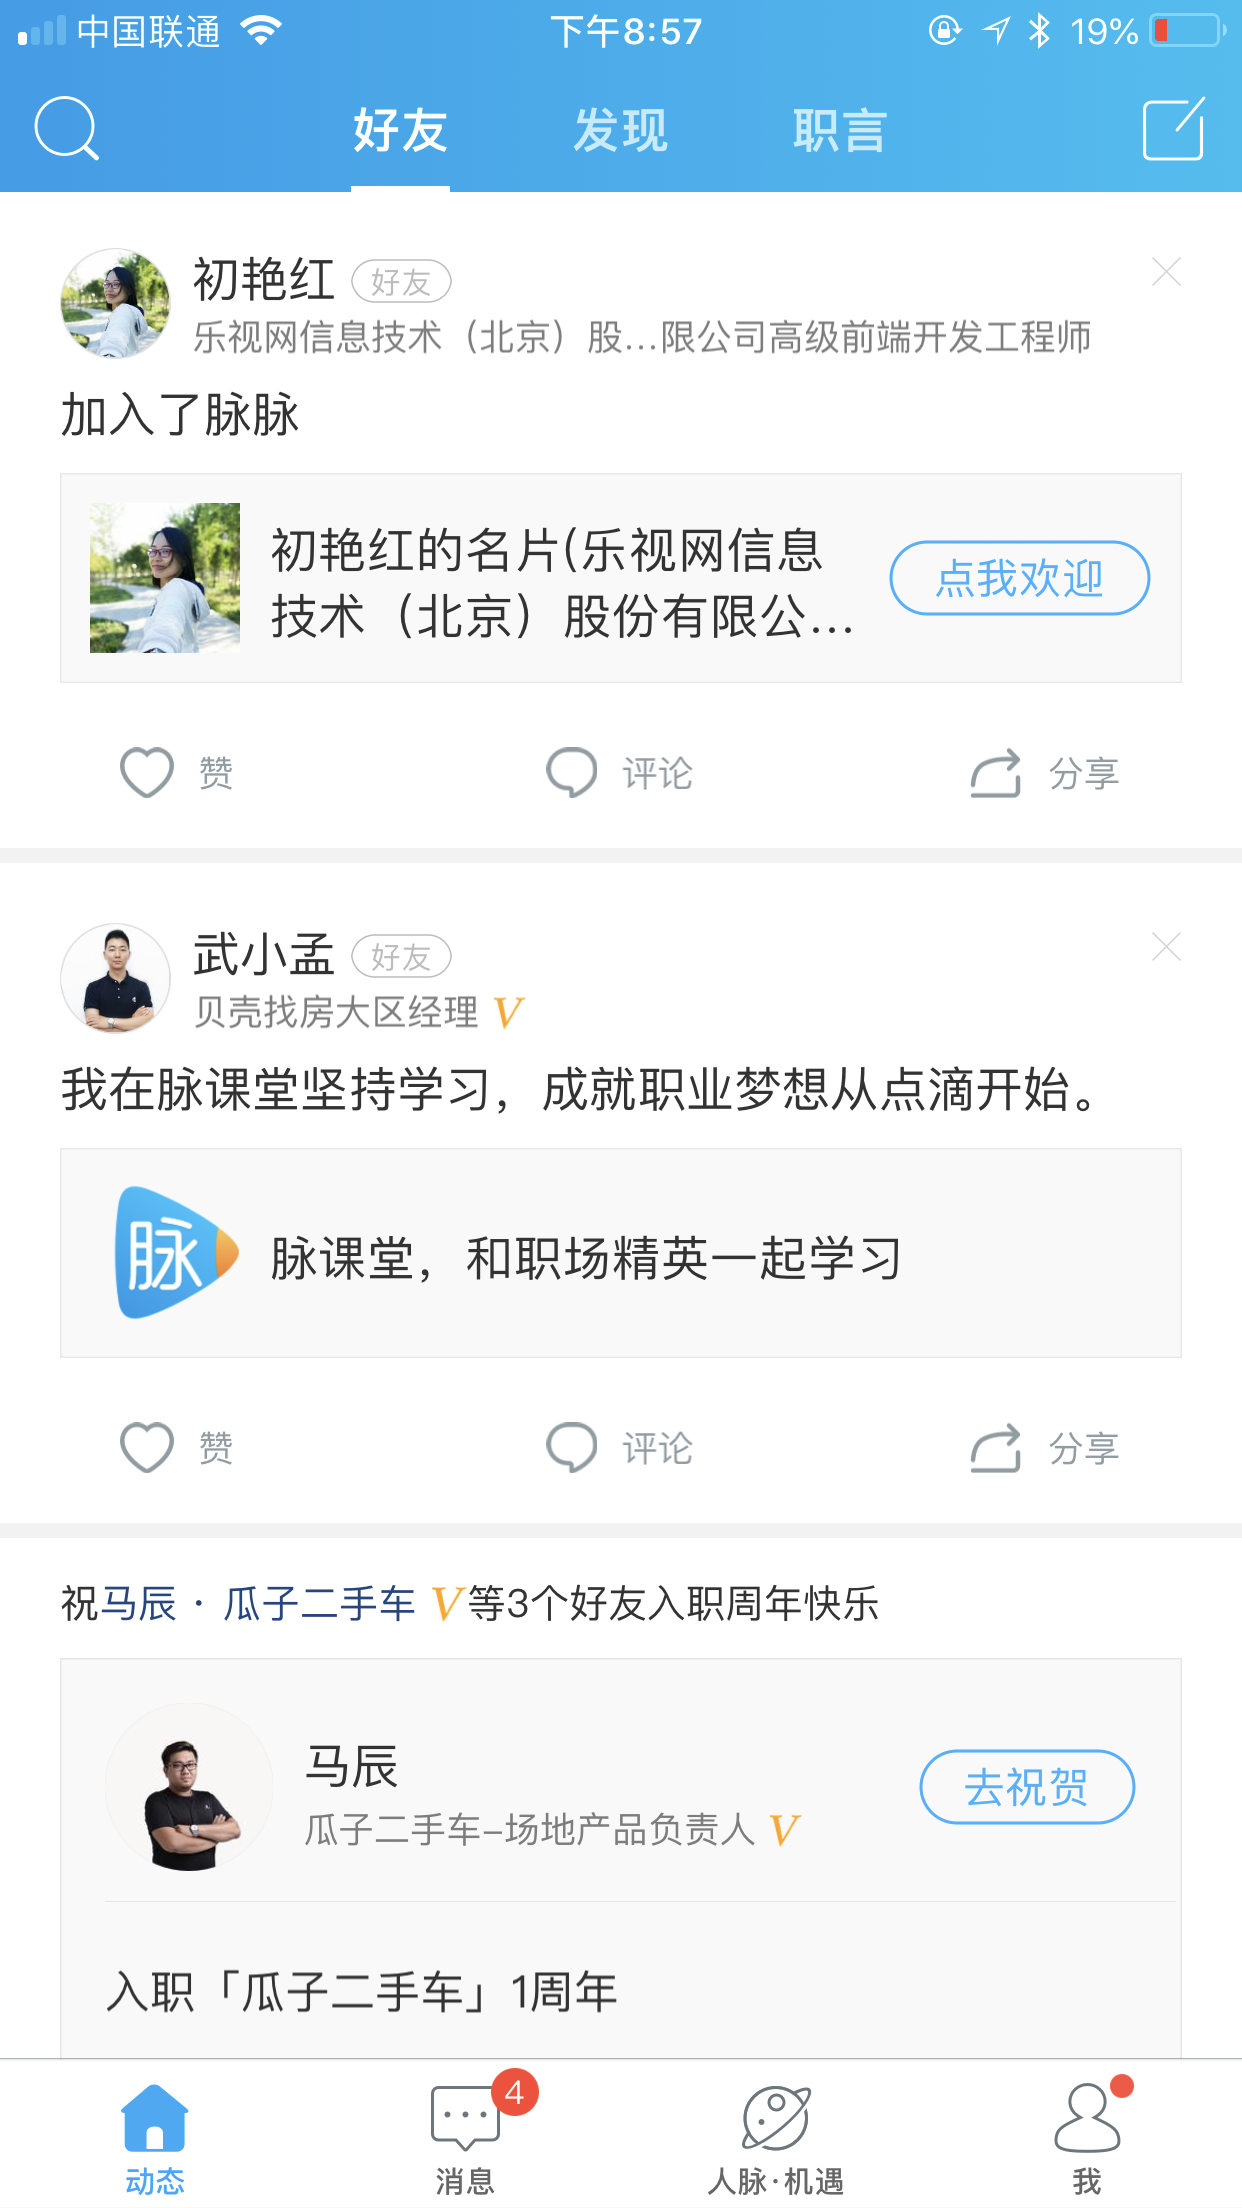 中国联通 下午8:57 19%
好友 发现 职言
初艳红 好友
乐视网信息技术（北京）股...限公司高级前端开发工程师
加入了脉脉
初艳红的名片(乐视网信息
技术（北京）股份有限公...
点我欢迎
赞 评论 分享
武小孟 好友
贝壳找房大区经理 V
我在脉课堂坚持学习，成就职业梦想从点滴开始。
脉
脉课堂，和职场精英一起学习
赞 评论 分享
祝马辰 · 瓜子二手车 V等3个好友入职周年快乐
马辰
瓜子二手车-场地产品负责人 V
去祝贺
入职「瓜子二手车」1周年
4
动态 消息 人脉·机遇 我